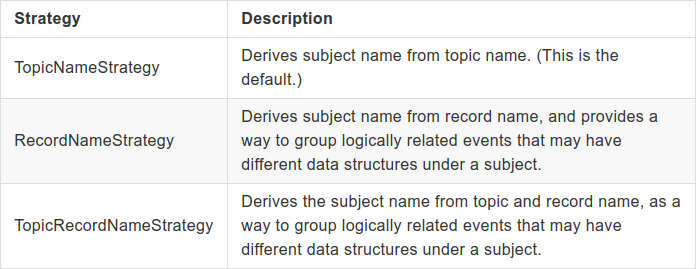 Strategy Description
TopicNameStrategy
Derives subject name from topic name. (This is the
default.)
RecordNameStrategy
Derives subject name from record name, and provides a
way to group logically related events that may have
different data structures under a subject.
TopicRecordNameStrategy
Derives the subject name from topic and record name, as a
way to group logically related events that may have
different data structures under a subject.